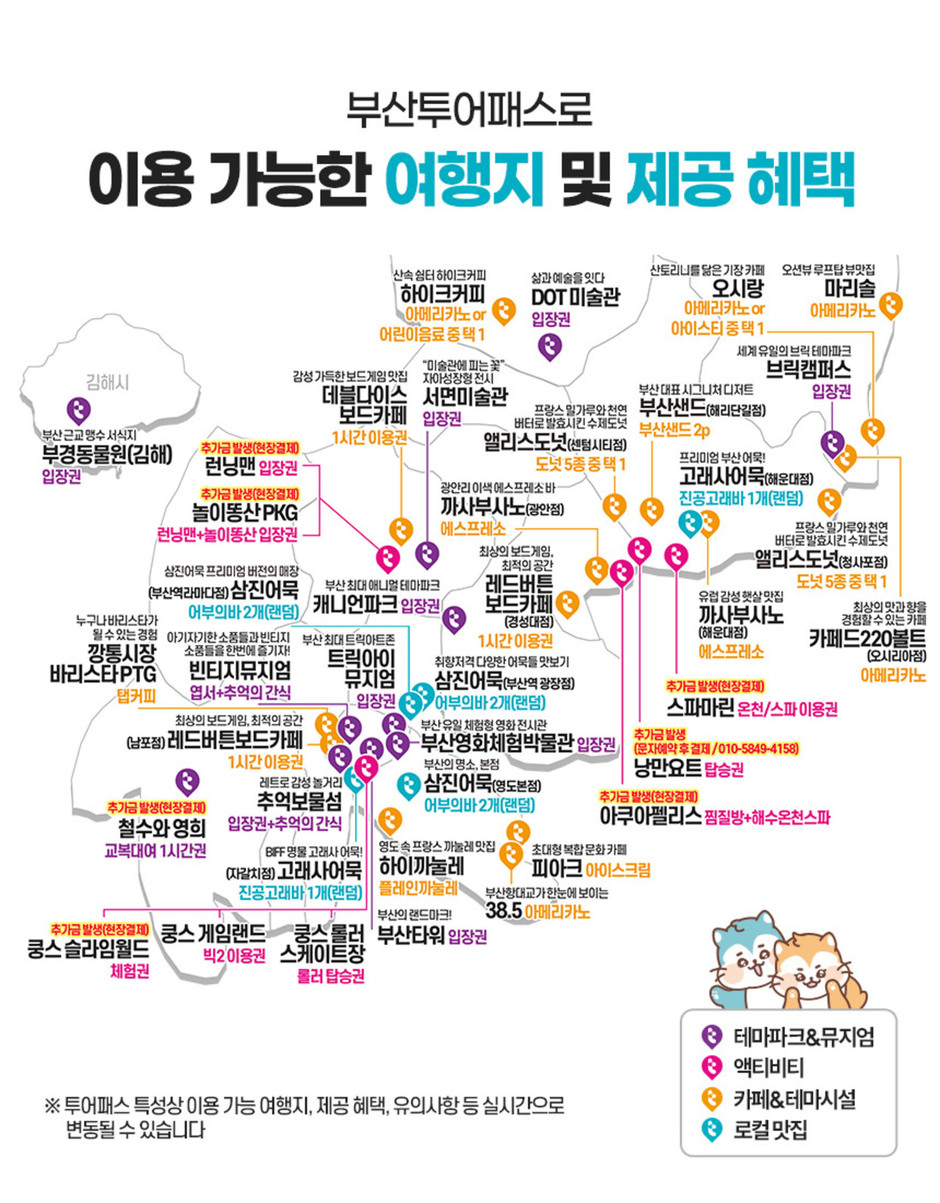 부산투어패스로
이용 가능한 여행지 및 제공 혜택
산속 쉼터 하이크커피
하이크커피
아메리카노 or
어린이음료 중 택 1
삶과 예술을 잇다
DOT 미술관
입장권
산토리니를 닮은 기장 카페
오시랑
아메리카노 or
아이스티 중 택 1
오션뷰 루프탑 뷰맛집
마리솔
아메리카노
세계 유일의 브릭 테마파크
브릭캠퍼스
입장권
김해시
부산 근교 맹수 서식지
부경동물원(김해)
입장권
감성 가득한 보드게임 맛집
데블다이스
보드카페
1시간 이용권
“미술관에 피는 꽃”
자아성장형 전시
서면미술관
입장권
프랑스 밀가루와 천연
버터로 발효시킨 수제도넛
앨리스도넛(센텀시티점)
도넛 5종 중 택 1
부산 대표 시그니처 디저트
부산샌드(해리단길점)
부산샌드 2p
프리미엄 부산 어묵!
고래사어묵(해운대점)
진공고래바 1개(랜덤)
추가금 발생(현장결제)
런닝맨 입장권
추가금 발생(현장결제)
놀이똥산 PKG
런닝맨+놀이똥산 입장권
광안리 이색 에스프레소 바
까사부사노(광안점)
에스프레소
프랑스 밀가루와 천연
버터로 발효시킨 수제도넛
앨리스도넛(청사포점)
도넛 5종 중 택 1
삼진어묵 프리미엄 버전의 매장
(부산역라마다점) 삼진어묵
어부의바 2개(랜덤)
부산 최대 애니멀 테마파크
캐니언파크 입장권
최상의 보드게임,
최적의 공간
레드버튼
보드카페
(경성대점)
1시간 이용권
유럽 감성 햇살 맛집
까사부사노
(해운대점)
에스프레소
최상의 맛과 향을
경험할 수 있는 카페
카페드220볼트
(오시리아점)
아메리카노
누구나 바리스타가
될 수 있는 경험
깡통시장
바리스타 PTG
탭커피
아기자기한 소품들과 빈티지
소품들을 한번에 즐기자!
빈티지뮤지엄
엽서+추억의 간식
부산 최대 트릭아트존
트릭아이
뮤지엄
입장권
취향저격 다양한 어묵들 맛보기
삼진어묵(부산역 광장점)
어부의바 2개(랜덤)
추가금 발생(현장결제)
스파마린 온천/스파 이용권
최상의 보드게임, 최적의 공간
(남포점) 레드버튼보드카페
1시간 이용권
부산 유일 체험형 영화 전시관
부산영화체험박물관 입장권
추가금 발생
(문자예약 후 결제 / 010-5849-4158)
낭만요트 탑승권
부산의 명소, 본점
삼진어묵(영도본점)
어부의바 2개(랜덤)
레트로 감성 놀거리
추억보물섬
입장권+추억의 간식
추가금 발생(현장결제)
아쿠아펠리스 찜질방+해수온천스파
추가금 발생(현장결제)
철수와 영희
교복대여 1시간권
BIFF 명물 고래사 어묵!
(자갈치점) 고래사어묵
진공고래바 1개(랜덤)
영도 속 프랑스 까눌레 맛집
하이까눌레
플레인까눌레
초대형 복합 문화 카페
피아크 아이스크림
부산항대교가 한눈에 보이는
38.5 아메리카노
부산의 랜드마크!
부산타워 입장권
추가금 발생(현장결제)
쿵스 슬라임월드
체험권
쿵스 게임랜드
빅2 이용권
쿵스 롤러
스케이트장
롤러 탑승권
테마파크&뮤지엄
액티비티
카페&테마시설
로컬 맛집
※ 투어패스 특성상 이용 가능 여행지, 제공 혜택, 유의사항 등 실시간으로
변동될 수 있습니다